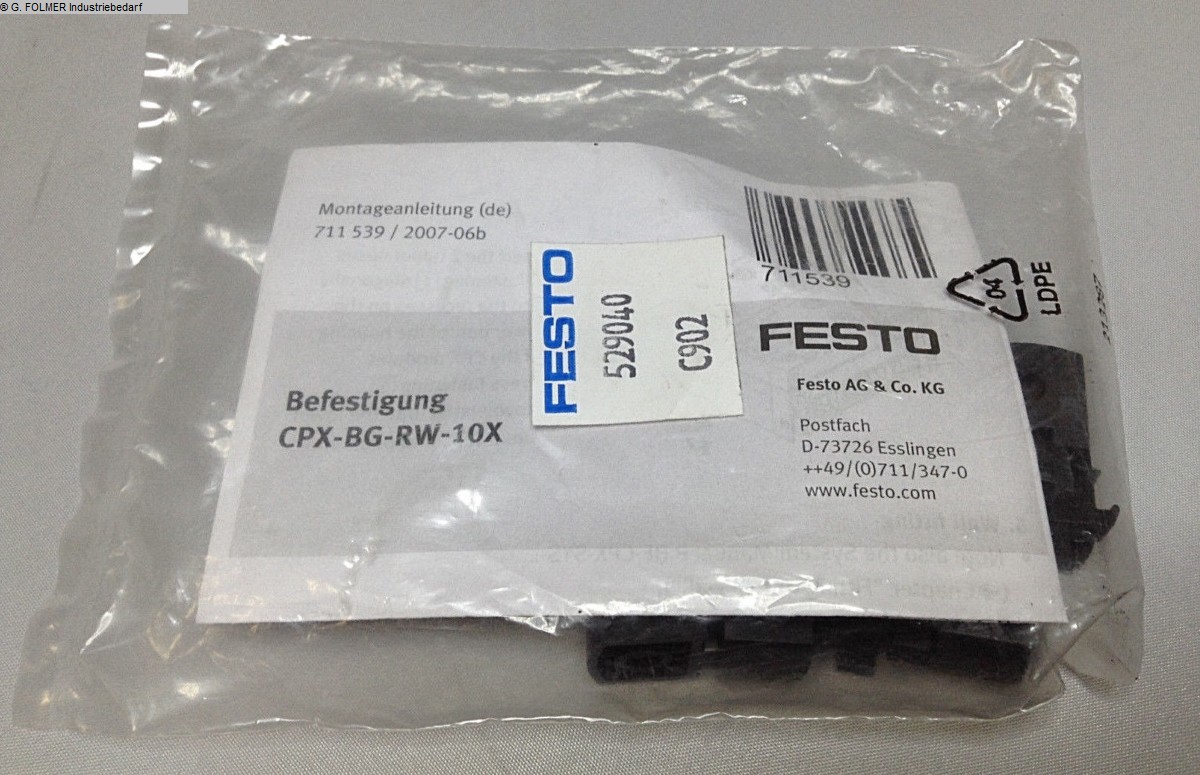 © G. FOLMER Industriebedarf
Montageanleitung (de)
711 539 / 2007-06b
711539
04
LDPE
FESTO
529040
C902
FESTO
Festo AG & Co. KG
Befestigung
CPX-BG-RW-10X
Postfach
D-73726 Esslingen
++49/(0)711/347-0
www.festo.com